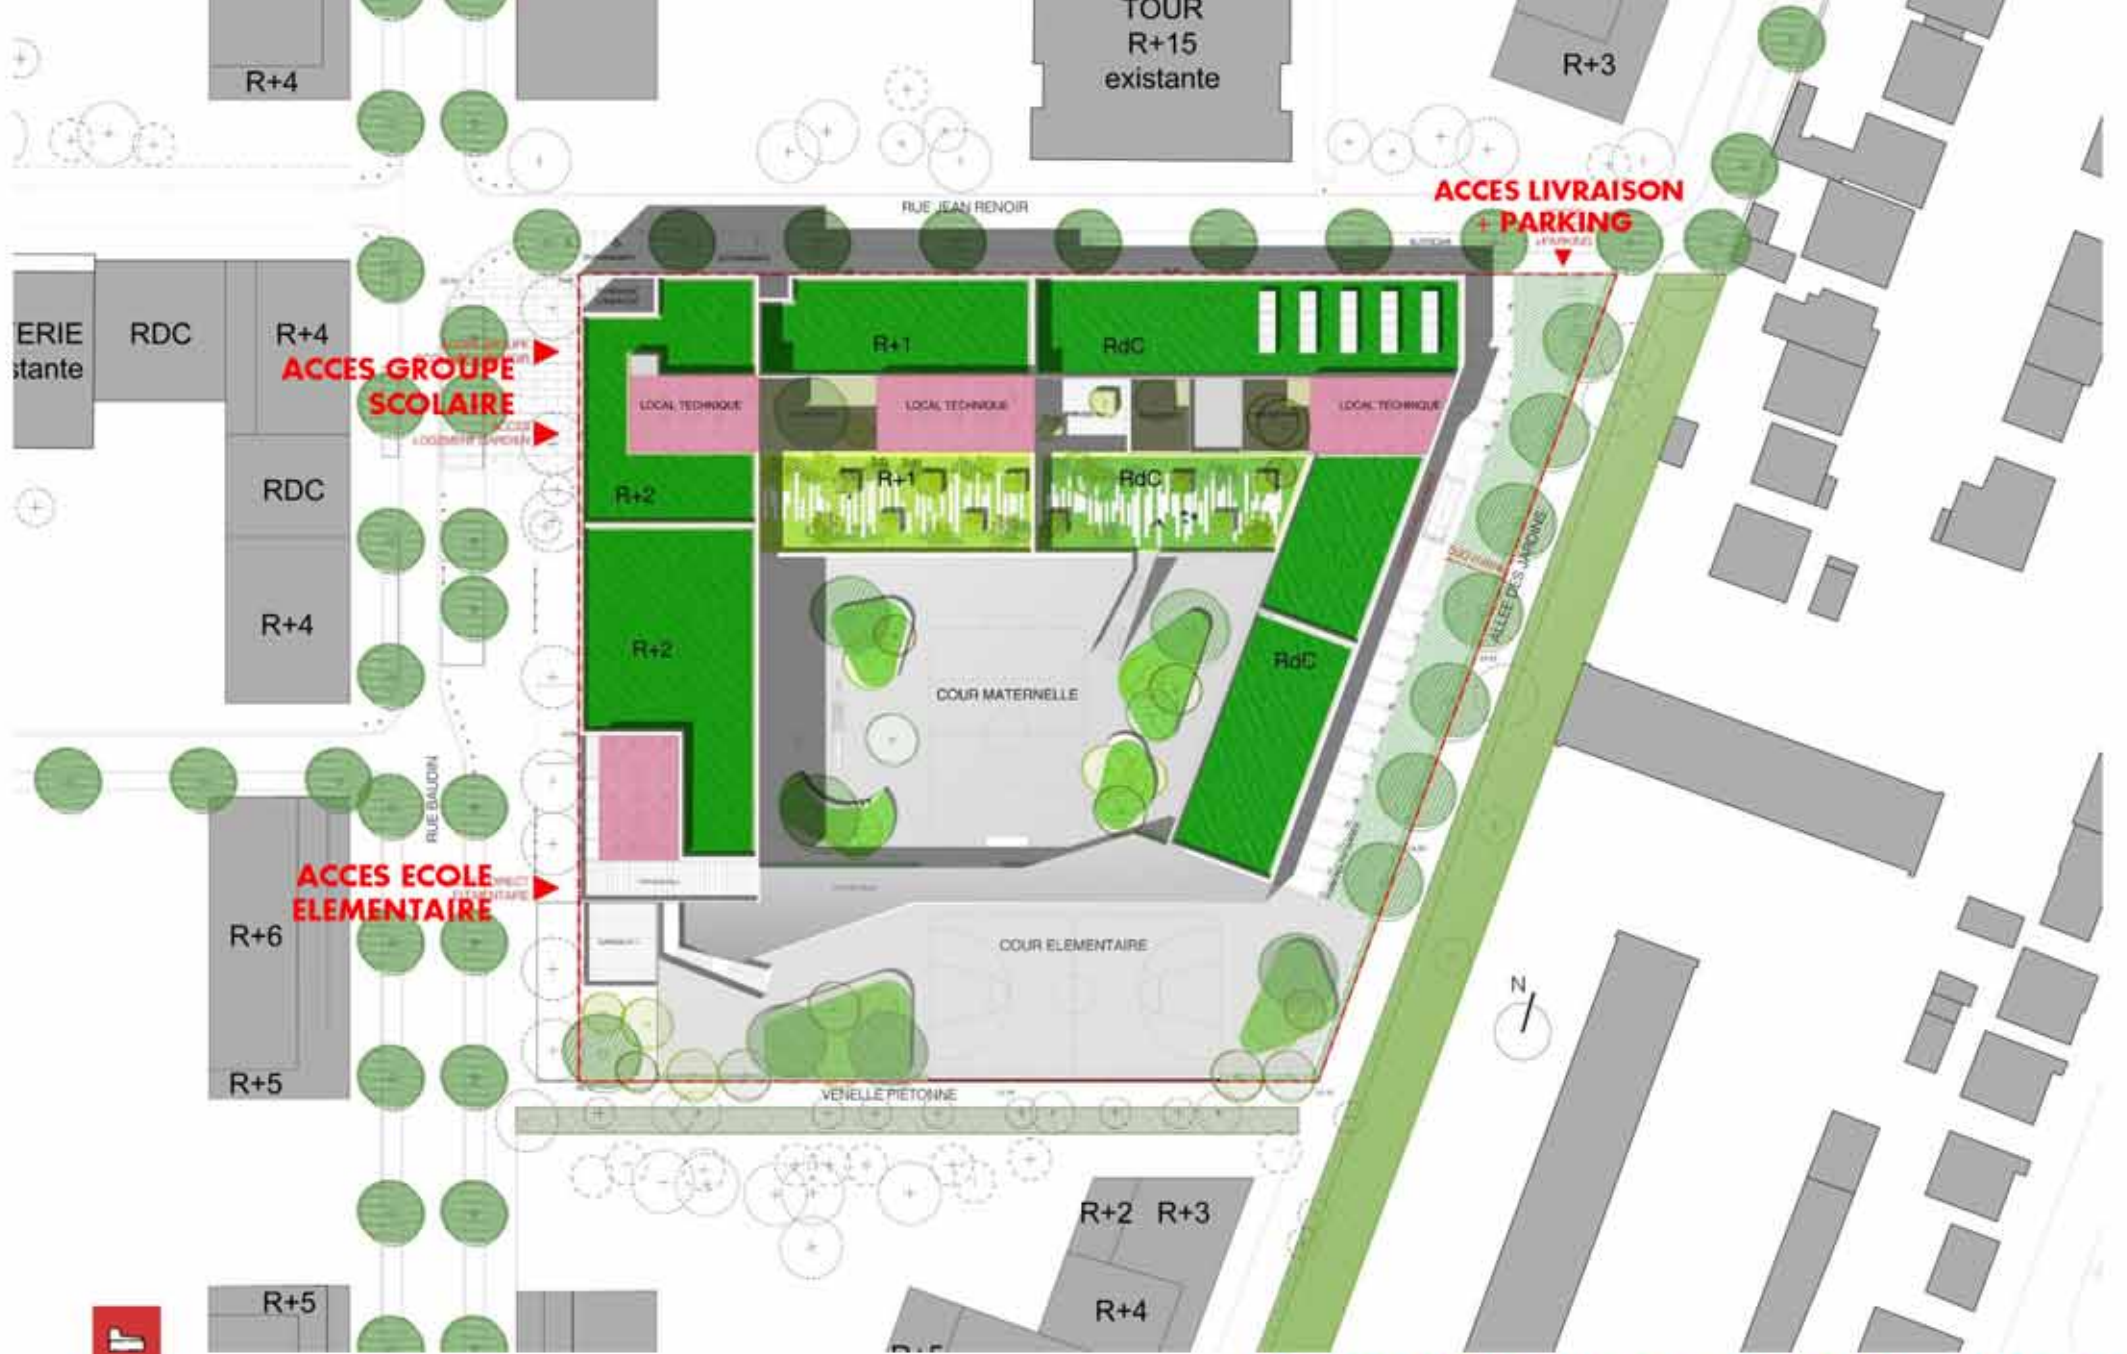 TOUR
R+15
existante
R+4
R+3
ACCES LIVRAISON
+ PARKING
RUE JEAN RENOIR
TERIE
stante
RDC
R+4
ACCES GROUPE
SCOLAIRE
ACCES
R+1
RdC
LOCAL TECHNIQUE
LOCAL TECHNIQUE
LOCAL TECHNIQUE
R+2
R+1
RdC
RDC
R+4
R+2
RdC
COUR MATERNELLE
ALLEE DES JARDINS
RUE BAUDIN
ACCES ECOLE
ELEMENTAIRE
R+6
R+5
COUR ELEMENTAIRE
N
VENELLE PIETONNE
R+2
R+3
R+4
R+5